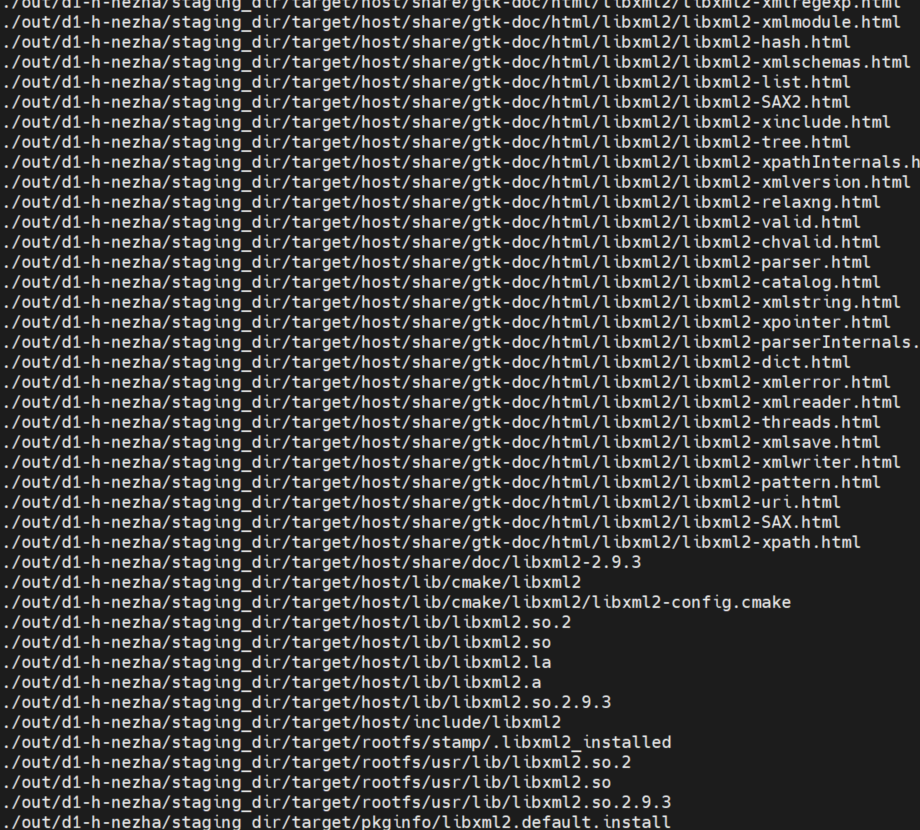 ./out/d1-h-nezha/staging_dir/target/host/share/gtk-doc/html/libxml2/libxml2-xmlregexp.html
./out/d1-h-nezha/staging_dir/target/host/share/gtk-doc/html/libxml2/libxml2-xmlmodule.html
./out/d1-h-nezha/staging_dir/target/host/share/gtk-doc/html/libxml2/libxml2-hash.html
./out/d1-h-nezha/staging_dir/target/host/share/gtk-doc/html/libxml2/libxml2-xmlschemas.html
./out/d1-h-nezha/staging_dir/target/host/share/gtk-doc/html/libxml2/libxml2-list.html
./out/d1-h-nezha/staging_dir/target/host/share/gtk-doc/html/libxml2/libxml2-SAX2.html
./out/d1-h-nezha/staging_dir/target/host/share/gtk-doc/html/libxml2/libxml2-xinclude.html
./out/d1-h-nezha/staging_dir/target/host/share/gtk-doc/html/libxml2/libxml2-tree.html
./out/d1-h-nezha/staging_dir/target/host/share/gtk-doc/html/libxml2/libxml2-xpathInternals.h
./out/d1-h-nezha/staging_dir/target/host/share/gtk-doc/html/libxml2/libxml2-xmlversion.html
./out/d1-h-nezha/staging_dir/target/host/share/gtk-doc/html/libxml2/libxml2-relaxng.html
./out/d1-h-nezha/staging_dir/target/host/share/gtk-doc/html/libxml2/libxml2-valid.html
./out/d1-h-nezha/staging_dir/target/host/share/gtk-doc/html/libxml2/libxml2-chvalid.html
./out/d1-h-nezha/staging_dir/target/host/share/gtk-doc/html/libxml2/libxml2-parser.html
./out/d1-h-nezha/staging_dir/target/host/share/gtk-doc/html/libxml2/libxml2-catalog.html
./out/d1-h-nezha/staging_dir/target/host/share/gtk-doc/html/libxml2/libxml2-xmlstring.html
./out/d1-h-nezha/staging_dir/target/host/share/gtk-doc/html/libxml2/libxml2-xpointer.html
./out/d1-h-nezha/staging_dir/target/host/share/gtk-doc/html/libxml2/libxml2-parserInternals.
./out/d1-h-nezha/staging_dir/target/host/share/gtk-doc/html/libxml2/libxml2-dict.html
./out/d1-h-nezha/staging_dir/target/host/share/gtk-doc/html/libxml2/libxml2-xmlerror.html
./out/d1-h-nezha/staging_dir/target/host/share/gtk-doc/html/libxml2/libxml2-xmlreader.html
./out/d1-h-nezha/staging_dir/target/host/share/gtk-doc/html/libxml2/libxml2-threads.html
./out/d1-h-nezha/staging_dir/target/host/share/gtk-doc/html/libxml2/libxml2-xmlsave.html
./out/d1-h-nezha/staging_dir/target/host/share/gtk-doc/html/libxml2/libxml2-xmlwriter.html
./out/d1-h-nezha/staging_dir/target/host/share/gtk-doc/html/libxml2/libxml2-pattern.html
./out/d1-h-nezha/staging_dir/target/host/share/gtk-doc/html/libxml2/libxml2-uri.html
./out/d1-h-nezha/staging_dir/target/host/share/gtk-doc/html/libxml2/libxml2-SAX.html
./out/d1-h-nezha/staging_dir/target/host/share/gtk-doc/html/libxml2/libxml2-xpath.html
./out/d1-h-nezha/staging_dir/target/host/share/doc/libxml2-2.9.3
./out/d1-h-nezha/staging_dir/target/host/lib/cmake/libxml2
./out/d1-h-nezha/staging_dir/target/host/lib/cmake/libxml2/libxml2-config.cmake
./out/d1-h-nezha/staging_dir/target/host/lib/libxml2.so.2
./out/d1-h-nezha/staging_dir/target/host/lib/libxml2.so
./out/d1-h-nezha/staging_dir/target/host/lib/libxml2.la
./out/d1-h-nezha/staging_dir/target/host/lib/libxml2.a
./out/d1-h-nezha/staging_dir/target/host/lib/libxml2.so.2.9.3
./out/d1-h-nezha/staging_dir/target/host/include/libxml2
./out/d1-h-nezha/staging_dir/target/rootfs/stamp/.libxml2_installed
./out/d1-h-nezha/staging_dir/target/rootfs/usr/lib/libxml2.so.2
./out/d1-h-nezha/staging_dir/target/rootfs/usr/lib/libxml2.so
./out/d1-h-nezha/staging_dir/target/rootfs/usr/lib/libxml2.so.2.9.3
./out/d1-h-nezha/staging_dir/target/pkginfo/libxml2.default.install